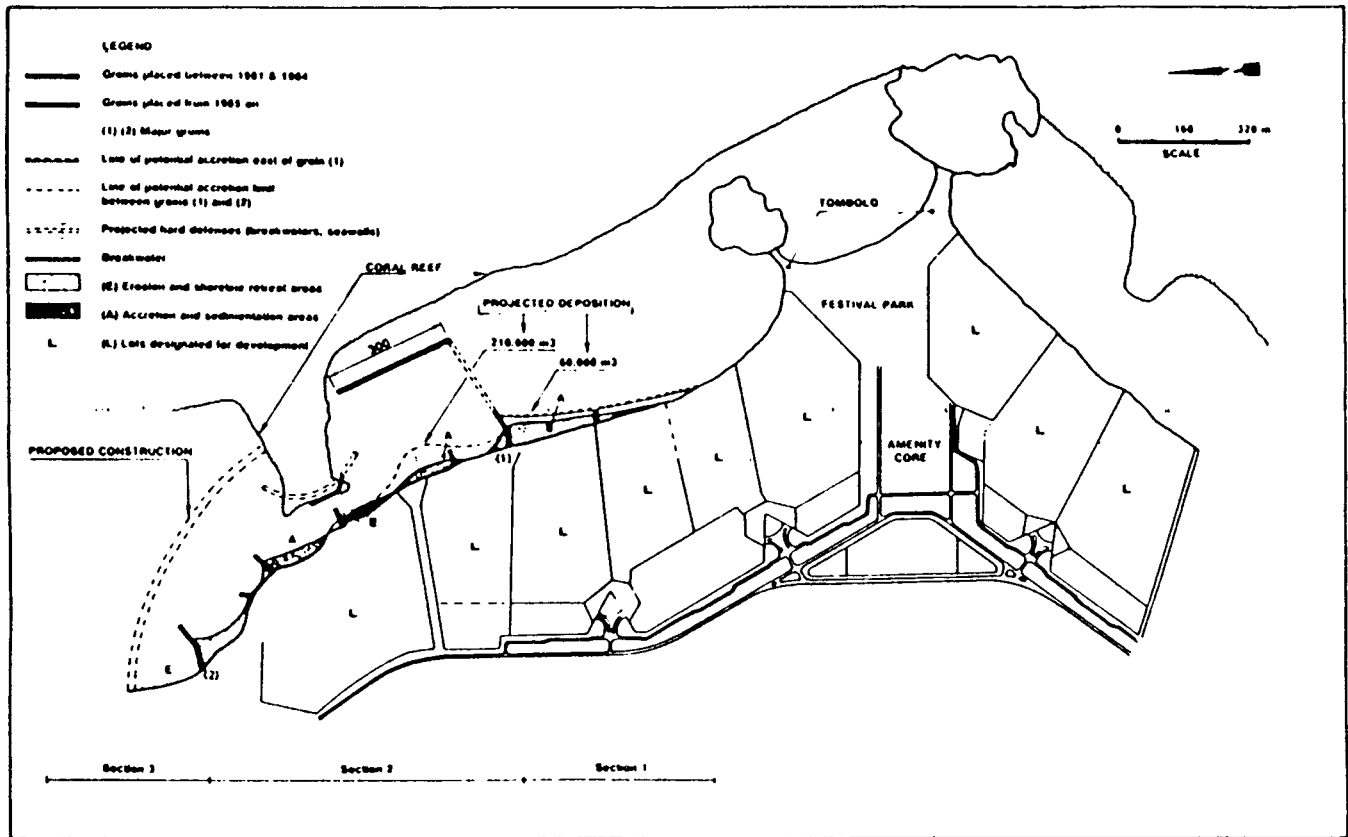 LEGEND
Groins placed between 1981 & 1984
Groins placed from 1985 on
(1) (2) Major groins
Line of potential accretion east of groin (1)
Line of potential accretion limit
between groins (1) and (2)
Projected hard defenses (breakwaters, seawalls)
Breakwater
(E) Erosion and shoreline retreat areas
(A) Accretion and sedimentation areas
L (L) Lots designated for development
0 160 320 m
SCALE
TOMBOLO
CORAL REEF
PROJECTED DEPOSITION
FESTIVAL PARK
300
210.000 m3
60.000 m3
A
L
L
A
PROPOSED CONSTRUCTION
(1)
AMENITY
CORE
L
L
L
L
?
E
A
L
L
L
E
(2)
Section 3 Section 2 Section 1